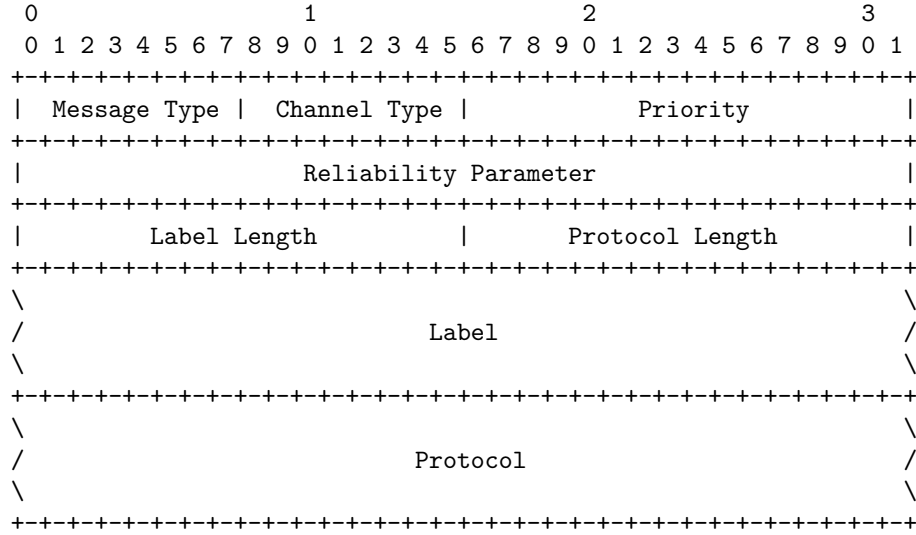 0                   1                   2                   3
 0 1 2 3 4 5 6 7 8 9 0 1 2 3 4 5 6 7 8 9 0 1 2 3 4 5 6 7 8 9 0 1
+-+-+-+-+-+-+-+-+-+-+-+-+-+-+-+-+-+-+-+-+-+-+-+-+-+-+-+-+-+-+-+-+
|  Message Type |  Channel Type |            Priority           |
+-+-+-+-+-+-+-+-+-+-+-+-+-+-+-+-+-+-+-+-+-+-+-+-+-+-+-+-+-+-+-+-+
|                    Reliability Parameter                      |
+-+-+-+-+-+-+-+-+-+-+-+-+-+-+-+-+-+-+-+-+-+-+-+-+-+-+-+-+-+-+-+-+
|         Label Length          |       Protocol Length         |
+-+-+-+-+-+-+-+-+-+-+-+-+-+-+-+-+-+-+-+-+-+-+-+-+-+-+-+-+-+-+-+-+
\                                                               \
/                             Label                             /
\                                                               \
+-+-+-+-+-+-+-+-+-+-+-+-+-+-+-+-+-+-+-+-+-+-+-+-+-+-+-+-+-+-+-+-+
\                                                               \
/                            Protocol                           /
\                                                               \
+-+-+-+-+-+-+-+-+-+-+-+-+-+-+-+-+-+-+-+-+-+-+-+-+-+-+-+-+-+-+-+-+